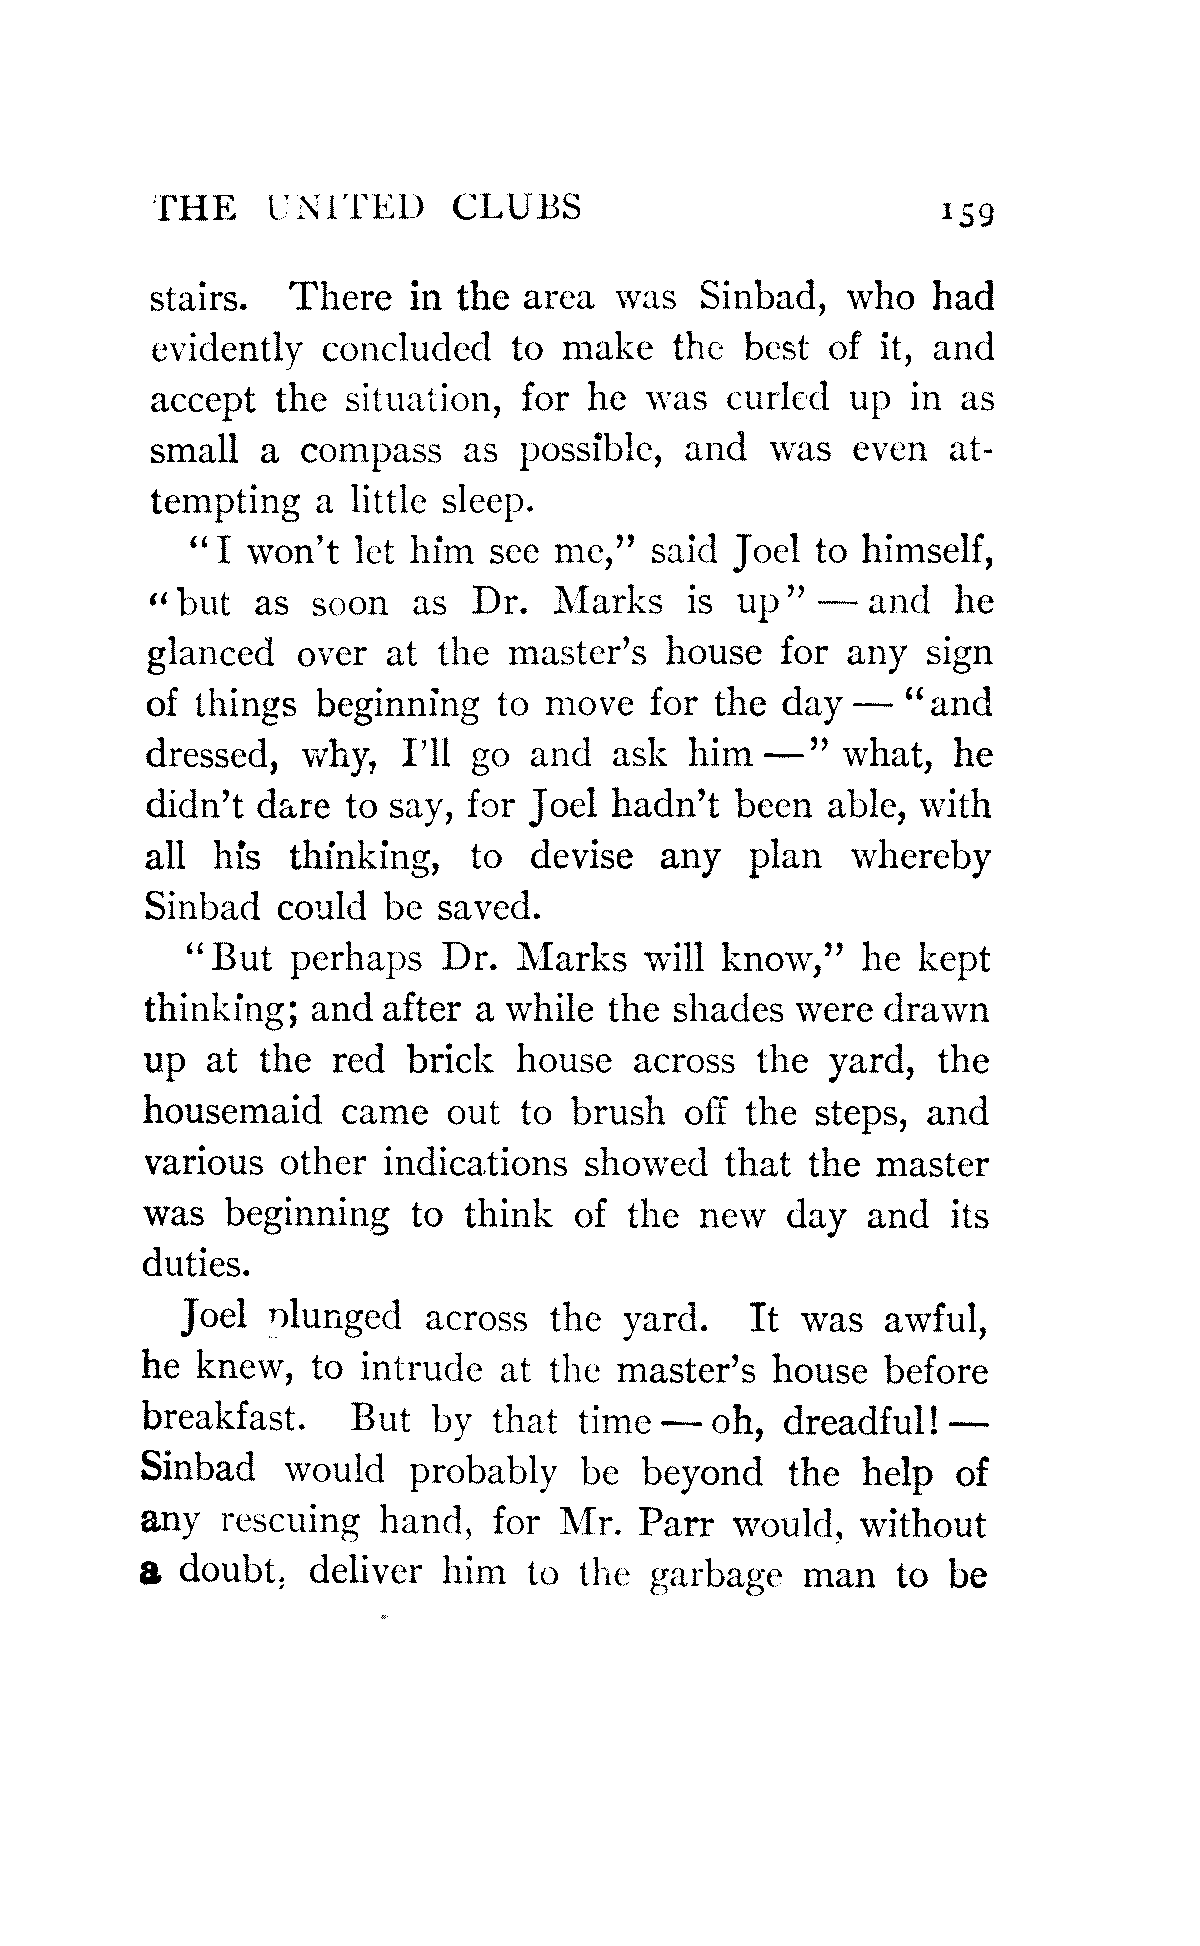 THE UNITED CLUBS 159
stairs. There in the area was Sinbad, who had
evidently concluded to make the best of it, and
accept the situation, for he was curled up in as
small a compass as possible, and was even at-
tempting a little sleep.
“I won’t let him see me,” said Joel to himself,
“but as soon as Dr. Marks is up” — and he
glanced over at the master’s house for any sign
of things beginning to move for the day — “and
dressed, why, I’ll go and ask him —” what, he
didn’t dare to say, for Joel hadn’t been able, with
all his thinking, to devise any plan whereby
Sinbad could be saved.
“But perhaps Dr. Marks will know,” he kept
thinking; and after a while the shades were drawn
up at the red brick house across the yard, the
housemaid came out to brush off the steps, and
various other indications showed that the master
was beginning to think of the new day and its
duties.
Joel plunged across the yard. It was awful,
he knew, to intrude at the master’s house before
breakfast. But by that time — oh, dreadful! —
Sinbad would probably be beyond the help of
any rescuing hand, for Mr. Parr would, without
a doubt, deliver him to the garbage man to be